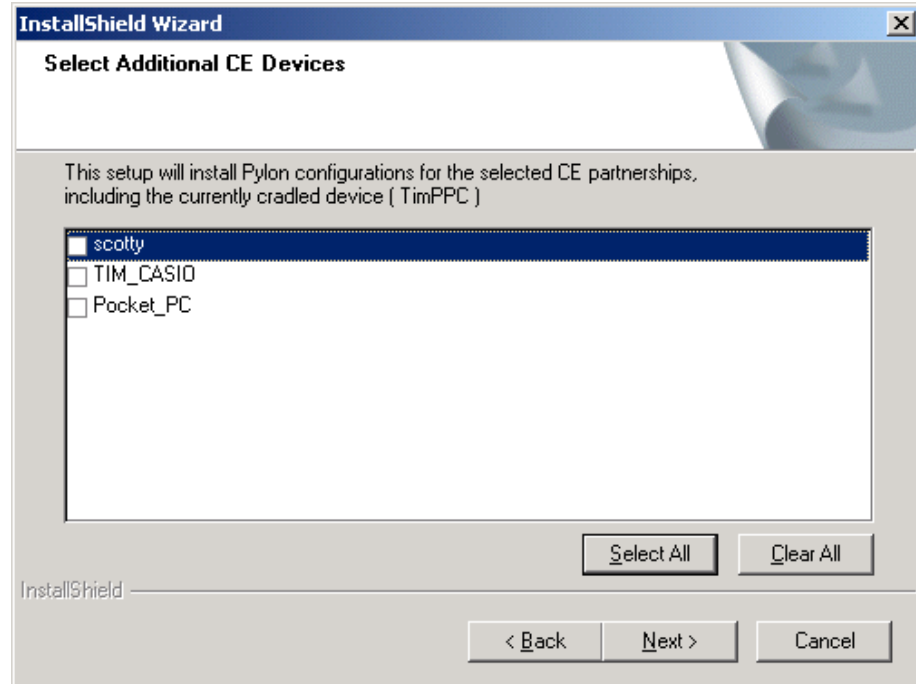 InstallShield Wizard
Select Additional CE Devices
This setup will install Pylon configurations for the selected CE partnerships,
including the currently cradled device ( TimPPC )
scotty
TIM_CASIO
Pocket_PC
Select All
Clear All
InstallShield
< Back
Next >
Cancel